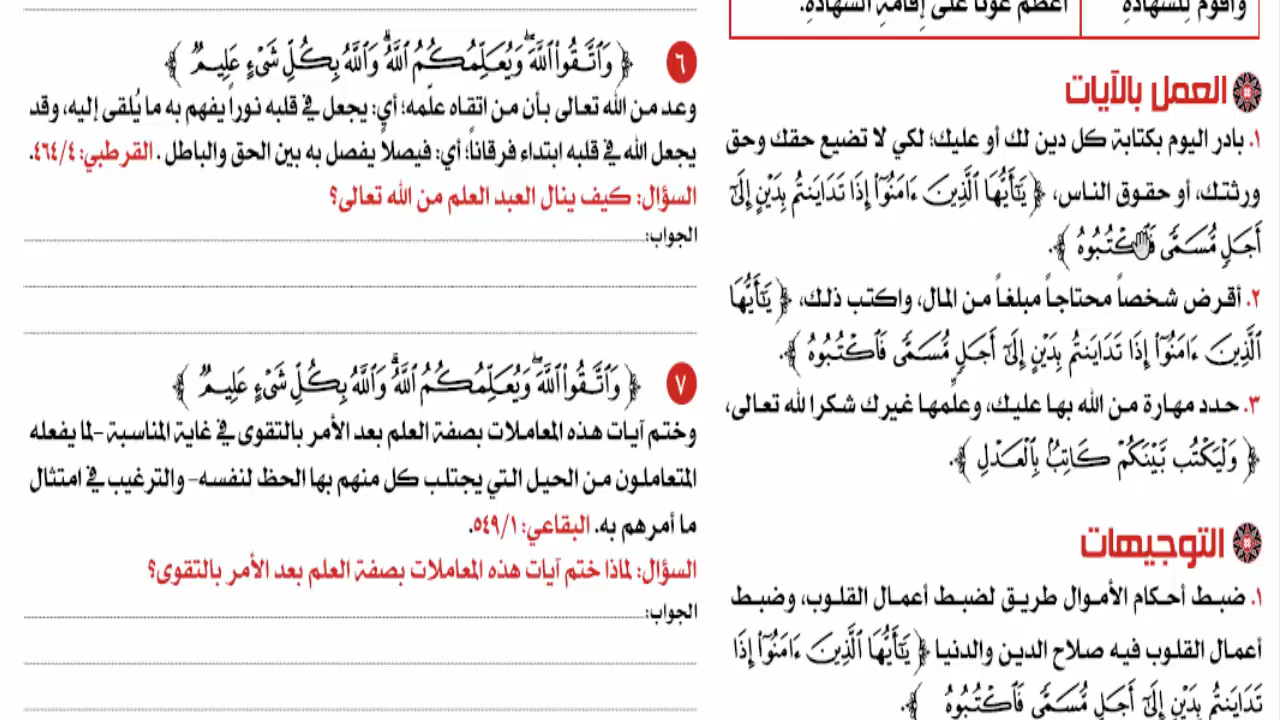 وأقوم للشهادة
أعظم عونًا على إقامة الشهادة.
العمل بالآيات
١. بادر اليوم بكتابة كل دين لك أو عليك؛ لكي لا تضيع حقك وحق
ورثتك، أو حقوق الناس، ﴿ يَٰٓأَيُّهَا ٱلَّذِينَ ءَامَنُوٓا۟ إِذَا تَدَايَنتُم بِدَيْنٍ إِلَىٰٓ
أَجَلٍ مُّسَمًّى فَٱكْتُبُوهُ ﴾.
٢. أقرض شخصاً محتاجاً مبلغاً من المال، واكتب ذلك، ﴿ يَٰٓأَيُّهَا
ٱلَّذِينَ ءَامَنُوٓا۟ إِذَا تَدَايَنتُم بِدَيْنٍ إِلَىٰٓ أَجَلٍ مُّسَمًّى فَٱكْتُبُوهُ ﴾.
٣. حدد مهارة من الله بها عليك، وعلمها غيرك شكرا لله تعالى،
﴿ وَلْيَكْتُب بَّيْنَكُمْ كَاتِبٌۢ بِٱلْعَدْلِ ﴾.
التوجيهات
١. ضبط أحكام الأموال طريق لضبط أعمال القلوب، وضبط
أعمال القلوب فيه صلاح الدين والدنيا ﴿ يَٰٓأَيُّهَا ٱلَّذِينَ ءَامَنُوٓا۟ إِذَا
تَدَايَنتُم بِدَيْنٍ إِلَىٰٓ أَجَلٍ مُّسَمًّى فَٱكْتُبُوهُ ﴾.
٦ ﴿ وَٱتَّقُوا۟ ٱللَّهَ ۖ وَيُعَلِّمُكُمُ ٱللَّهُ ۗ وَٱللَّهُ بِكُلِّ شَىْءٍ عَلِيمٌ ﴾
وعد من الله تعالى بأن من اتقاه علّمه؛ أي: يجعل في قلبه نوراً يفهم به ما يُلقى إليه، وقد
يجعل الله في قلبه ابتداء فرقاناً؛ أي: فيصلاً يفصل به بين الحق والباطل . القرطبي: ٤٦٤/٤.
السؤال: كيف ينال العبد العلم من الله تعالى؟
الجواب:
٧ ﴿ وَٱتَّقُوا۟ ٱللَّهَ ۖ وَيُعَلِّمُكُمُ ٱللَّهُ ۗ وَٱللَّهُ بِكُلِّ شَىْءٍ عَلِيمٌ ﴾
وختم آيات هذه المعاملات بصفة العلم بعد الأمر بالتقوى في غاية المناسبة -لما يفعله
المتعاملون من الحيل التي يجتلب كل منهم بها الحظ لنفسه- والترغيب في امتثال
ما أمرهم به. البقاعي: ٥٤٩/١.
السؤال: لماذا ختم آيات هذه المعاملات بصفة العلم بعد الأمر بالتقوى؟
الجواب: